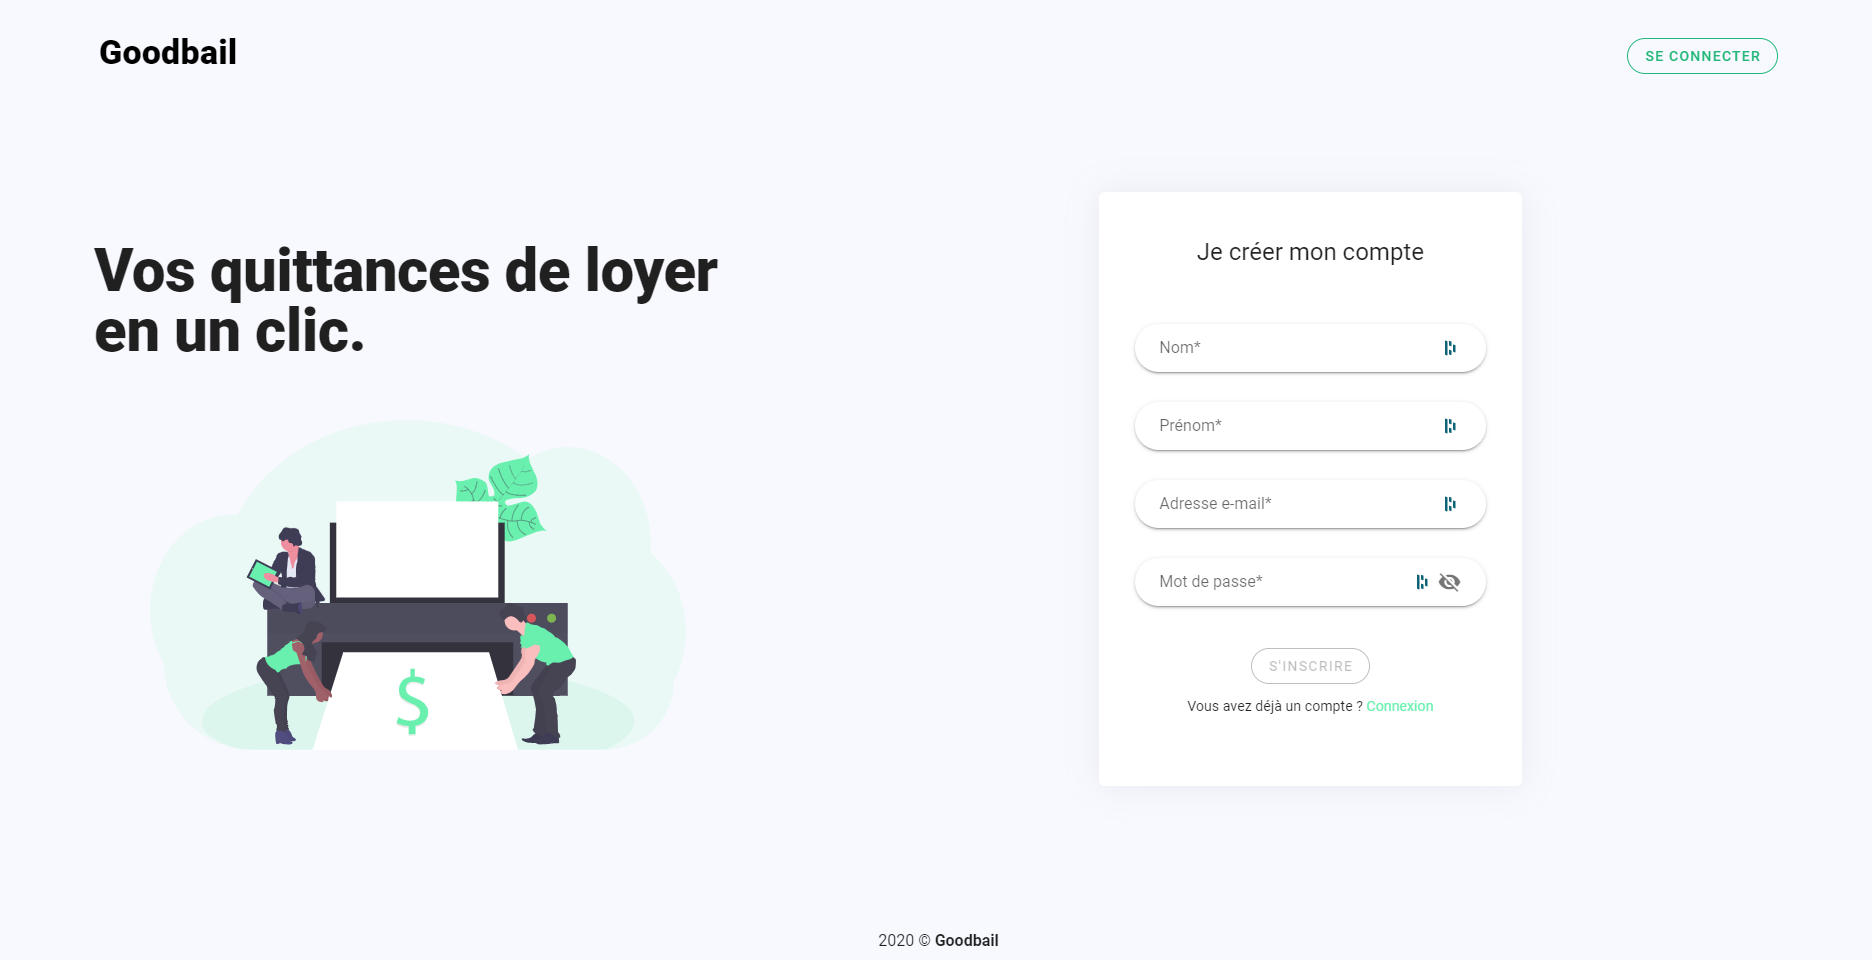 Goodbail
SE CONNECTER
Vos quittances de loyer
en un clic.
$
Je créer mon compte
Nom*
Prénom*
Adresse e-mail*
Mot de passe*
S'INSCRIRE
Vous avez déjà un compte ? Connexion
2020 © Goodbail